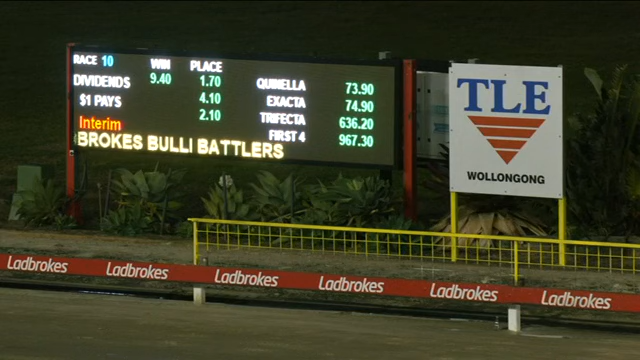 RACE 10 WIN PLACE
DIVIDENDS 9.40 1.70 QUINELLA 73.90
$1 PAYS 4.10 EXACTA 74.90
Interim 2.10 TRIFECTA 636.20
FIRST 4 967.30
BROKES BULLI BATTLERS
TLE
WOLLONGONG
Ladbrokes Ladbrokes Ladbrokes Ladbrokes Ladbrokes Ladbrokes